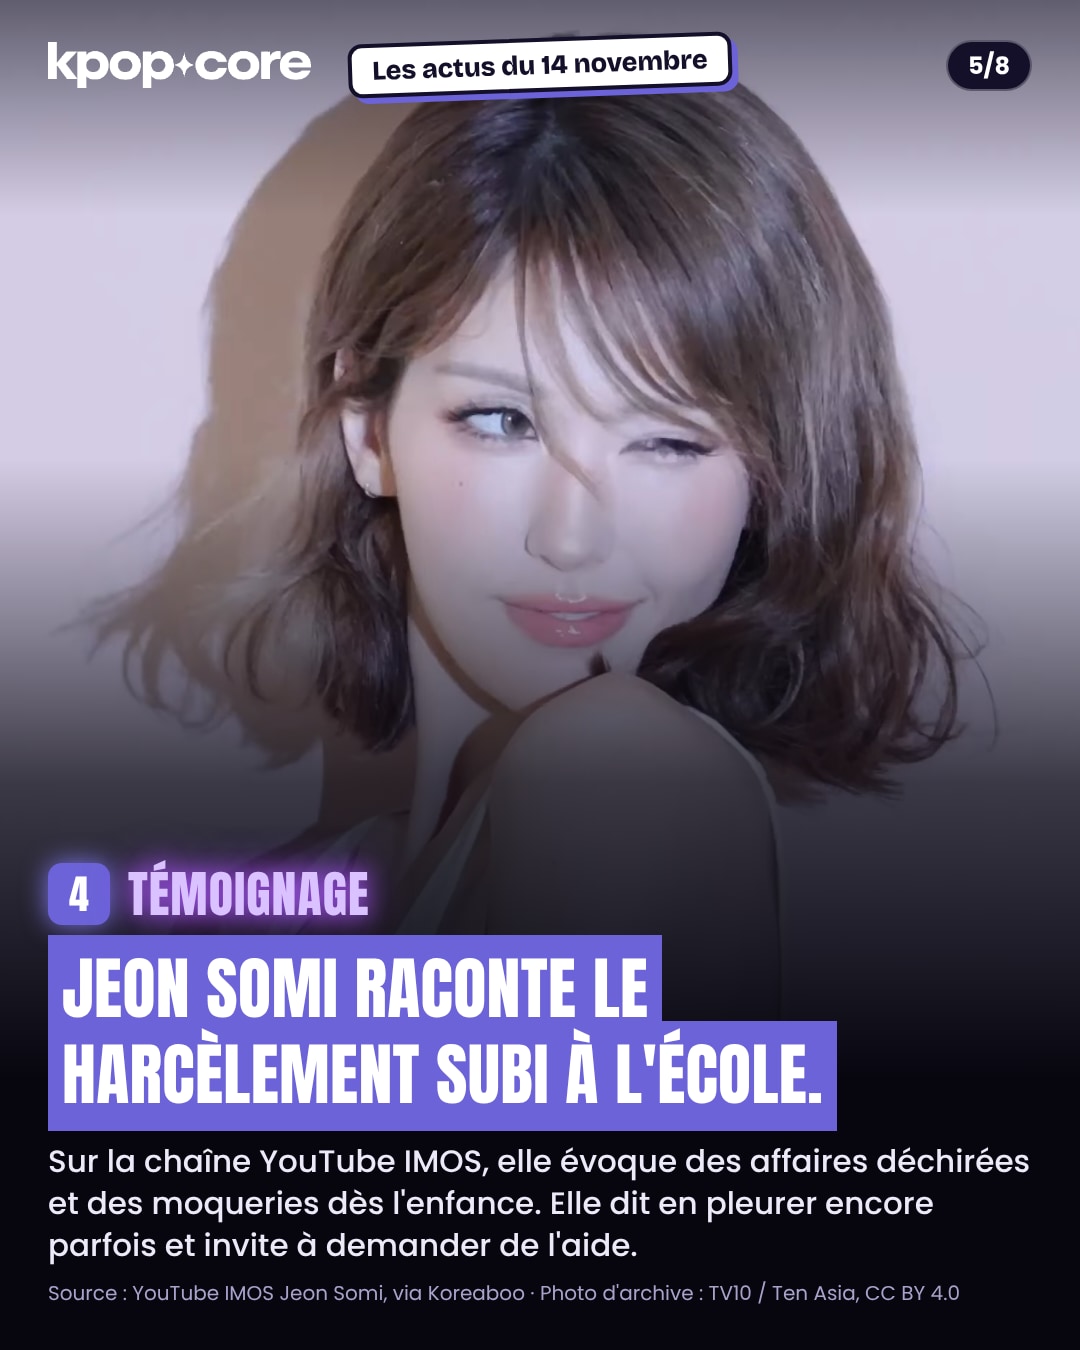 kpop✦core
Les actus du 14 novembre
5/8
4 TÉMOIGNAGE
JEON SOMI RACONTE LE
HARCÈLEMENT SUBI À L'ÉCOLE.
Sur la chaîne YouTube IMOS, elle évoque des affaires déchirées
et des moqueries dès l'enfance. Elle dit en pleurer encore
parfois et invite à demander de l'aide.
Source : YouTube IMOS Jeon Somi, via Koreaboo · Photo d'archive : TV10 / Ten Asia, CC BY 4.0